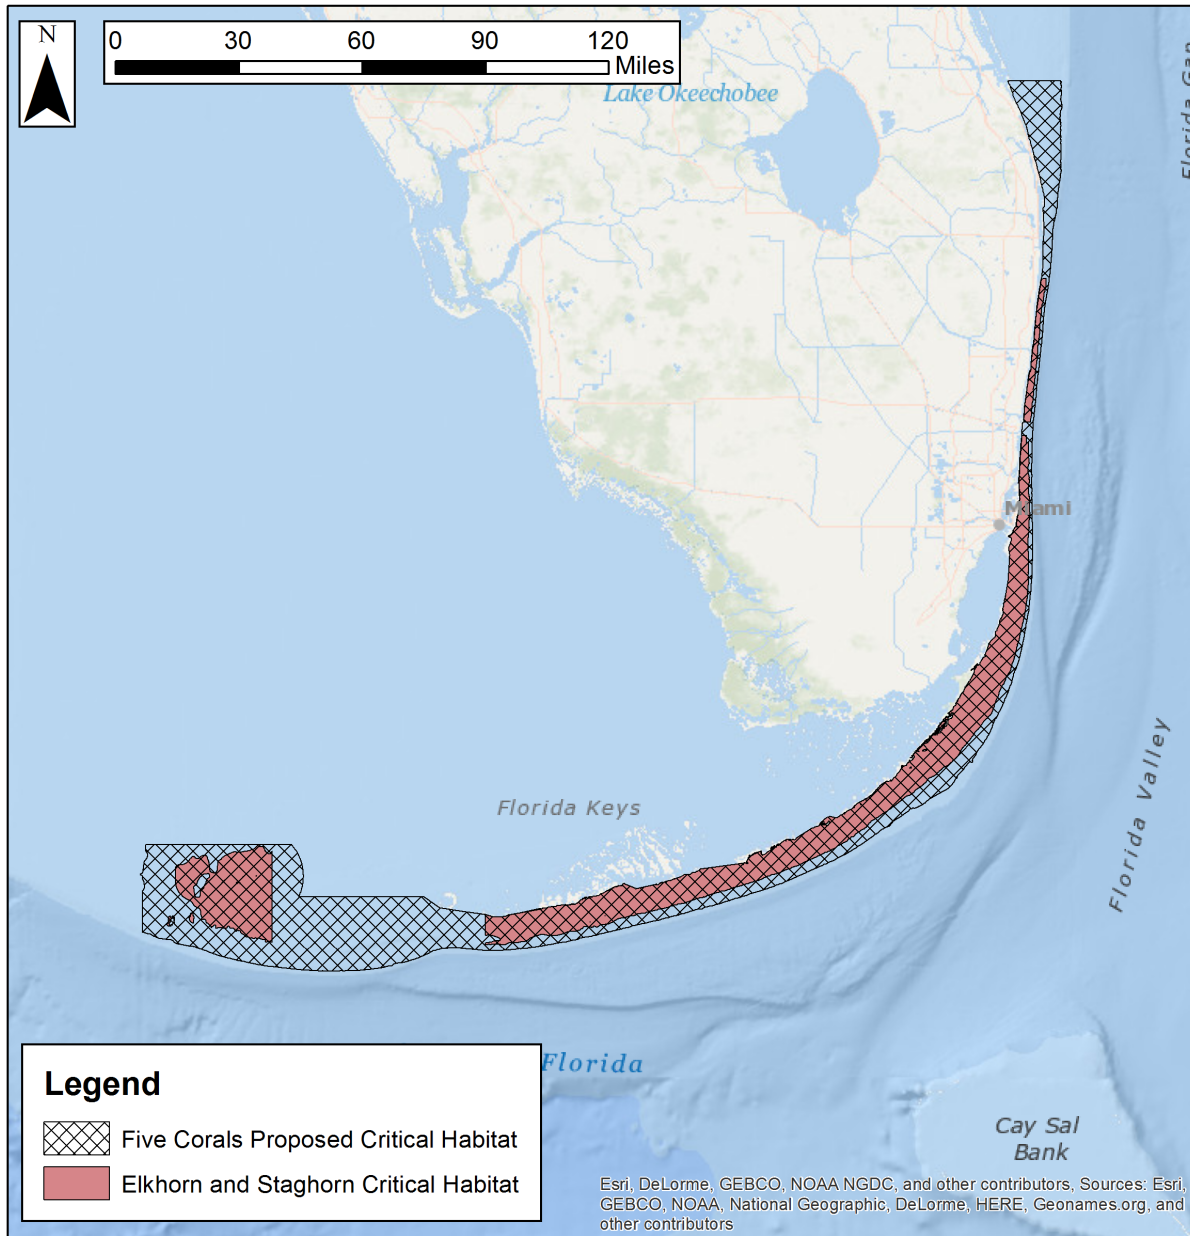 N
0 30 60 90 120
Miles
Lake Okeechobee
Florida Gap
Miami
Florida Valley
Florida Keys
Florida
Cay Sal
Bank
Legend
Five Corals Proposed Critical Habitat
Elkhorn and Staghorn Critical Habitat
Esri, DeLorme, GEBCO, NOAA NGDC, and other contributors, Sources: Esri,
GEBCO, NOAA, National Geographic, DeLorme, HERE, Geonames.org, and
other contributors